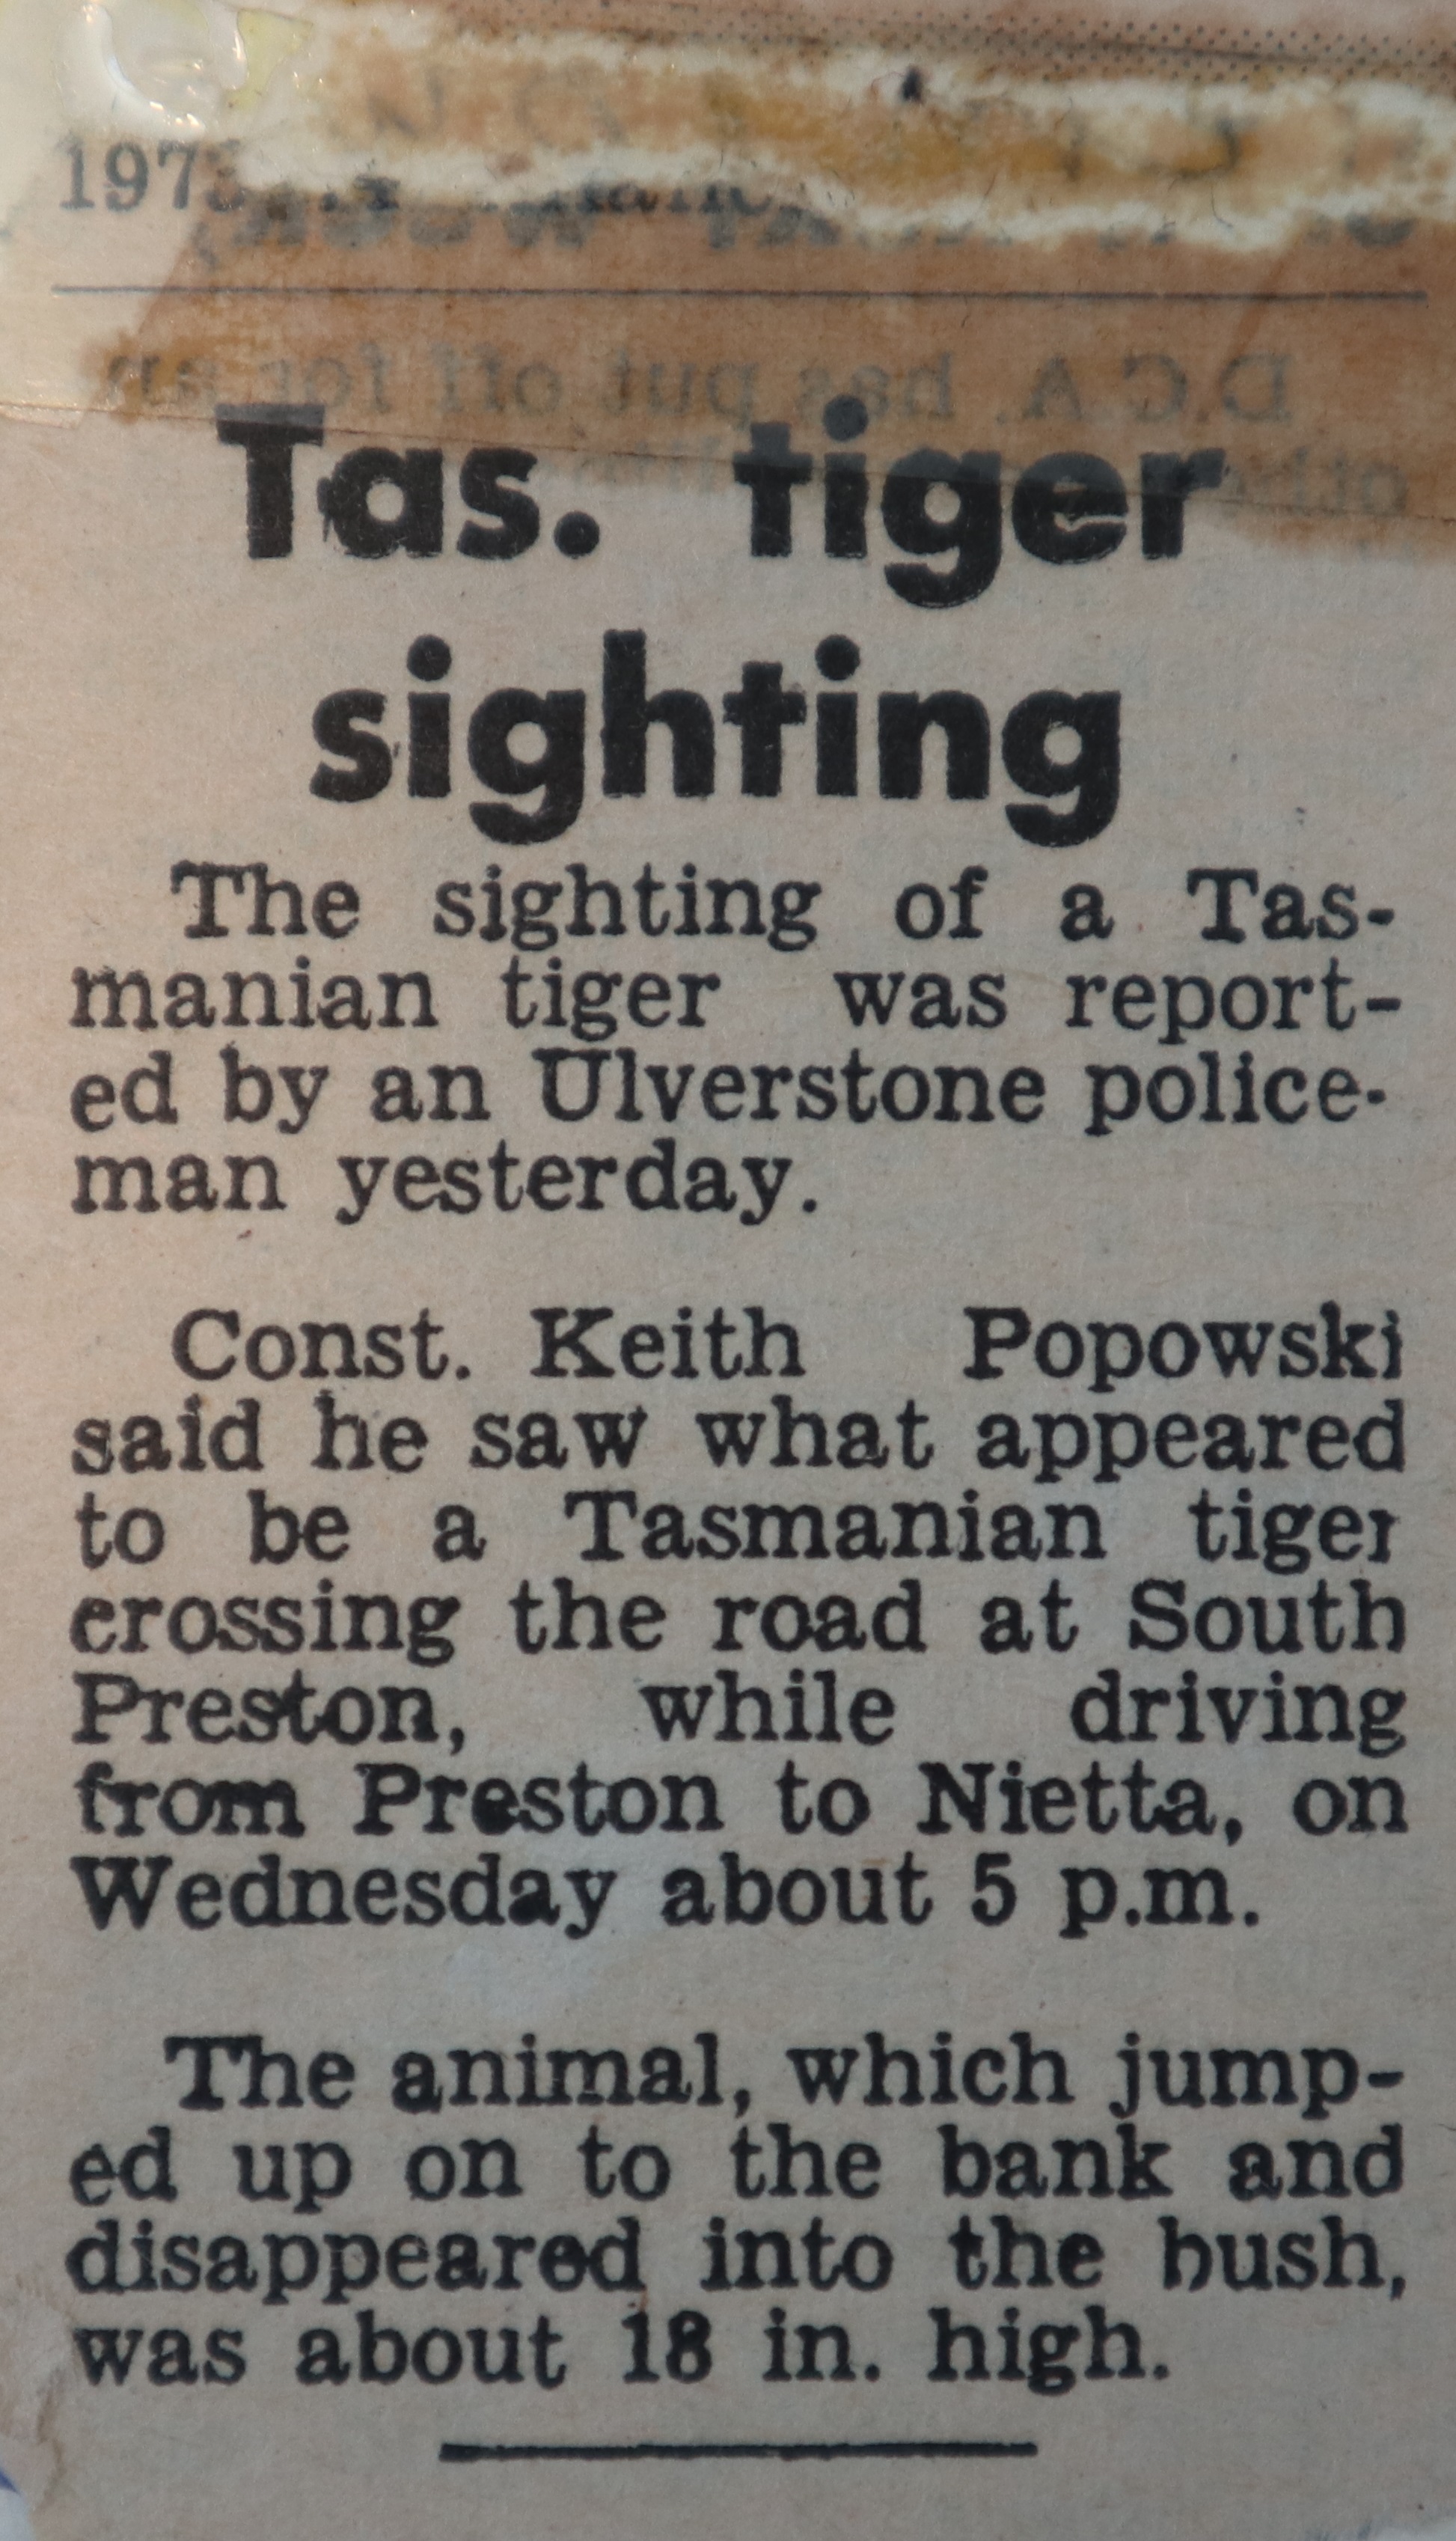 1973
Tas. tiger
sighting
The sighting of a Tas-
manian tiger was report-
ed by an Ulverstone police-
man yesterday.
Const. Keith Popowski
said he saw what appeared
to be a Tasmanian tiger
crossing the road at South
Preston, while driving
from Preston to Nietta, on
Wednesday about 5 p.m.
The animal, which jump-
ed up on to the bank and
disappeared into the bush,
was about 18 in. high.